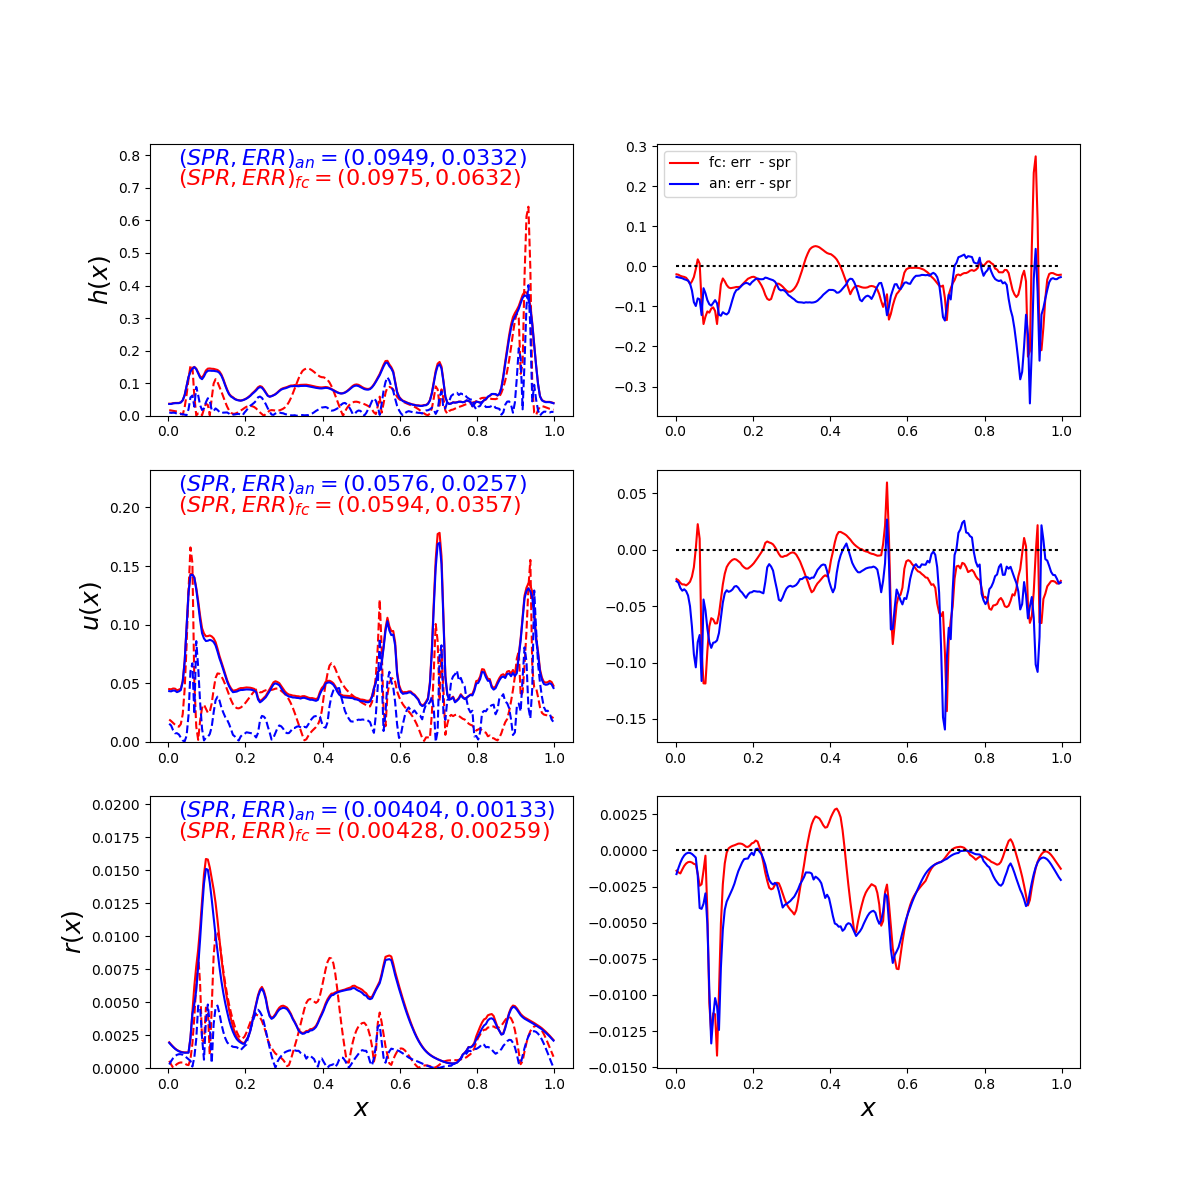 (SPR, ERR)an = (0.0949, 0.0332)
(SPR, ERR)fc = (0.0975, 0.0632)
h(x)
0.8
0.7
0.6
0.5
0.4
0.3
0.2
0.1
0.0
0.0 0.2 0.4 0.6 0.8 1.0
fc: err - spr
an: err - spr
0.3
0.2
0.1
0.0
−0.1
−0.2
−0.3
0.0 0.2 0.4 0.6 0.8 1.0
(SPR, ERR)an = (0.0576, 0.0257)
(SPR, ERR)fc = (0.0594, 0.0357)
u(x)
0.20
0.15
0.10
0.05
0.00
0.0 0.2 0.4 0.6 0.8 1.0
0.05
0.00
−0.05
−0.10
−0.15
0.0 0.2 0.4 0.6 0.8 1.0
(SPR, ERR)an = (0.00404, 0.00133)
(SPR, ERR)fc = (0.00428, 0.00259)
r(x)
0.0200
0.0175
0.0150
0.0125
0.0100
0.0075
0.0050
0.0025
0.0000
0.0 0.2 0.4 0.6 0.8 1.0
x
0.0025
0.0000
−0.0025
−0.0050
−0.0075
−0.0100
−0.0125
−0.0150
0.0 0.2 0.4 0.6 0.8 1.0
x